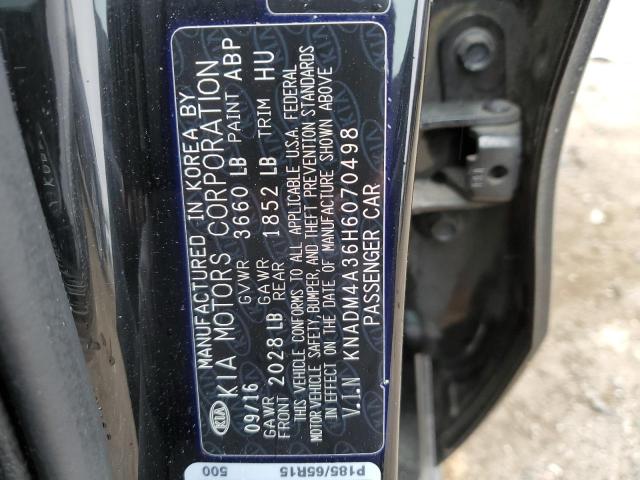 MANUFACTURED IN KOREA BY
KIA KIA MOTORS CORPORATION
09/16 GVWR 3660 LB PAINT ABP
GAWR FRONT 2028 LB GAWR REAR 1852 LB TRIM HU
THIS VEHICLE CONFORMS TO ALL APPLICABLE U.S.A. FEDERAL
MOTOR VEHICLE SAFETY, BUMPER, AND THEFT PREVENTION STANDARDS
IN EFFECT ON THE DATE OF MANUFACTURE SHOWN ABOVE
V.I.N KNADM4A36H6070498
PASSENGER CAR
P185/65R15
500